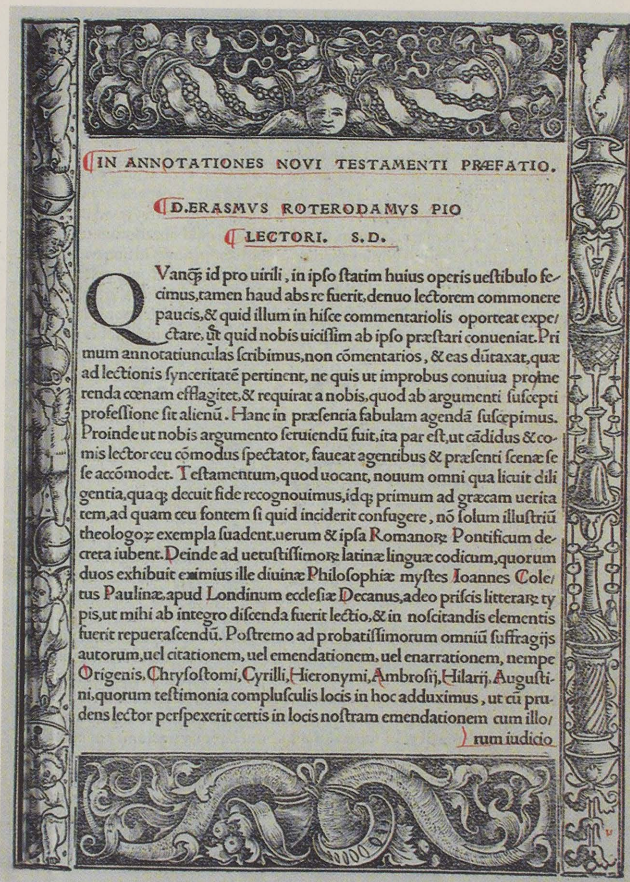 IN ANNOTATIONES NOVI TESTAMENTI PRÆFATIO.
D. ERASMVS ROTERODAMVS PIO
LECTORI. S.D.
QVanq̃ id pro uirili, in ipso statim huius operis uestibulo fe-
cimus, tamen haud abs re fuerit, denuo lectorem commonere
paucis, & quid illum in hisce commentariolis oporteat expe/
ctare, & quid nobis uicissim ab ipso præstari conueniat. Pri
mum annotatiunculas scribimus, non cōmentarios, & eas dūtaxat, quæ
ad lectionis synceritatē pertinent, ne quis ut improbus conuiua prome
renda cœnam efflagitet, & requirat a nobis, quod ab argumenti suscepti
professione sit alienū. Hanc in præsentia fabulam agendā suscepimus.
Proinde ut nobis argumento seruiendū fuit, ita par est, ut cādidus & co-
mis lector ceu cōmodus spectator, faueat agentibus & præsenti scenæ se
se accōmodet. Testamentum, quod uocant, nouum omni qua licuit dili
gentia, quaq; decuit fide recognouimus, idq; primum ad græcam uerita
tem, ad quam ceu fontem si quid inciderit confugere, nō solum illustriū
theologoꝝ exempla suadent, uerum & ipsa Romanorꝝ Pontificum de-
creta iubent. Deinde ad uetustissimorꝝ latinæ linguæ codicum, quorum
duos exhibuit eximius ille diuinæ Philosophiæ mystes Ioannes Cole/
tus Paulinæ, apud Londinum ecclesiæ Decanus, adeo priscis litterarꝝ ty
pis, ut mihi ab integro discenda fuerit lectio, & in noscitandis elementis
fuerit repuerascendū. Postremo ad probatissimorum omniū suffragijs
autorum, uel citationem, uel emendationem, uel enarrationem, nempe
Origenis, Chrysostomi, Cyrilli, Hieronymi, Ambrosij, Hilarij, Augusti-
ni, quorum testimonia complusculis locis in hoc adduximus, ut cū pru-
dens lector perspexerit certis in locis nostram emendationem cum illo/
rum iudicio